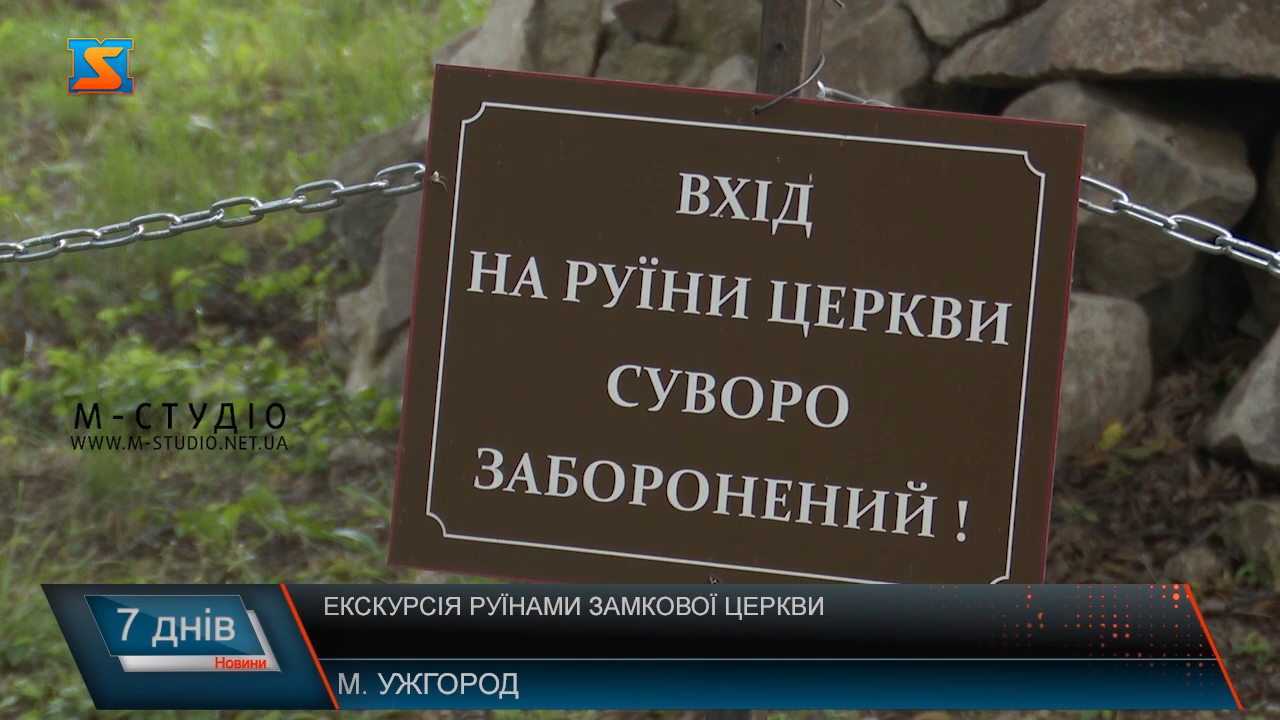 ВХІД
НА РУЇНИ ЦЕРКВИ
СУВОРО
ЗАБОРОНЕНИЙ !
М-СТУДІО
WWW.M-STUDIO.NET.UA
7 днів
Новини
ЕКСКУРСІЯ РУЇНАМИ ЗАМКОВОЇ ЦЕРКВИ
М. УЖГОРОД